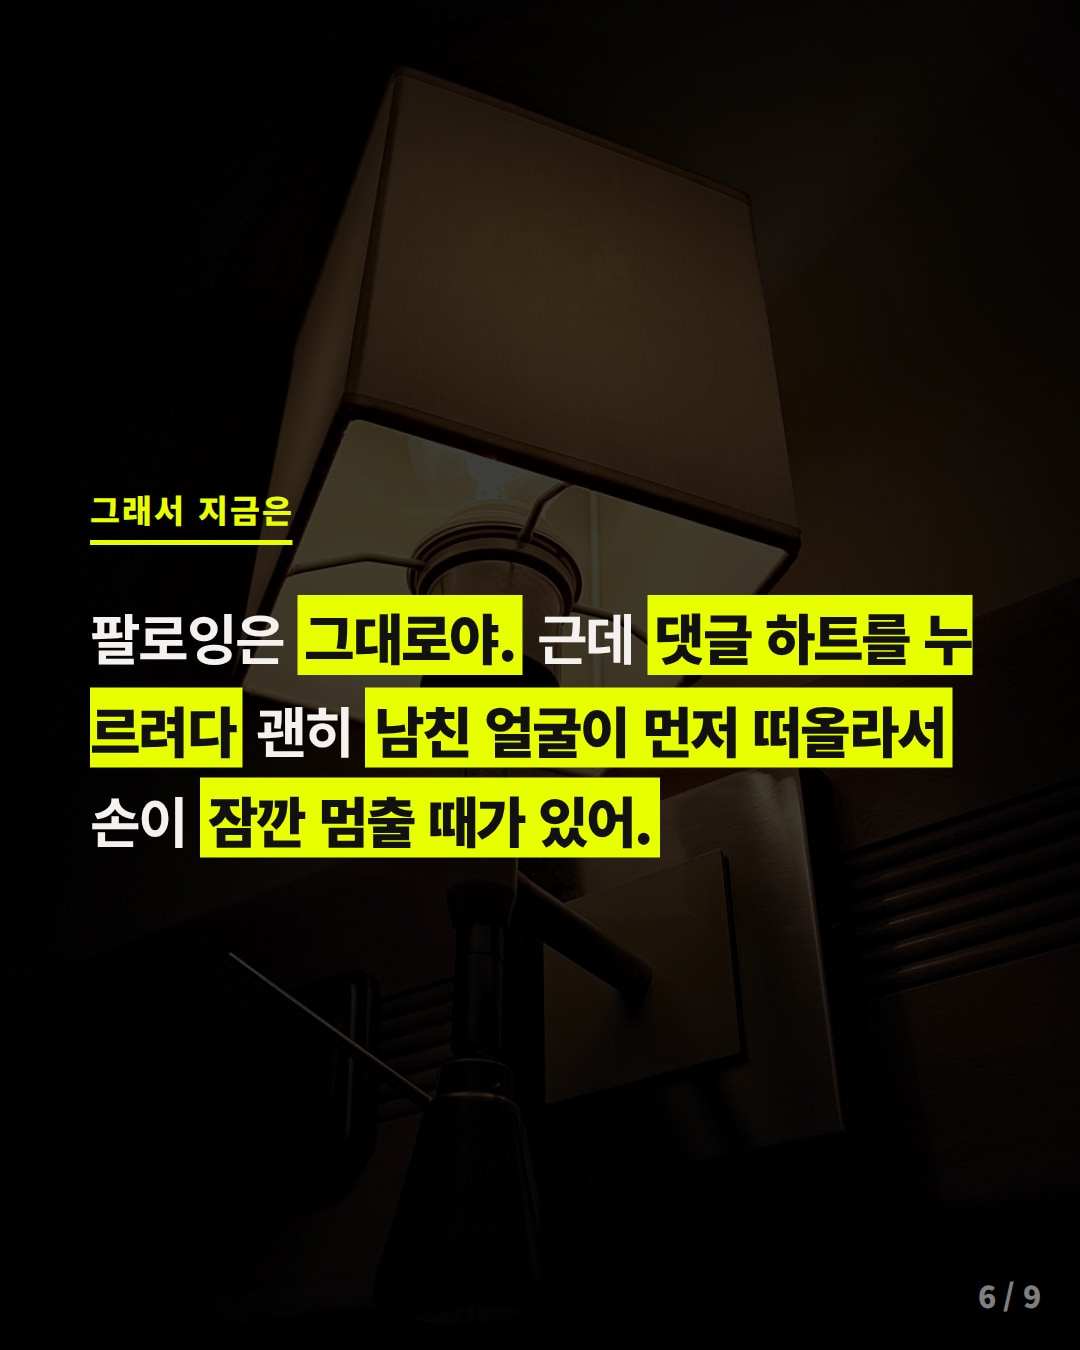 그래서 지금은
팔로잉은 그대로야. 근데 댓글 하트를 누
르려다 괜히 남친 얼굴이 먼저 떠올라서
손이 잠깐 멈출 때가 있어.
6 / 9